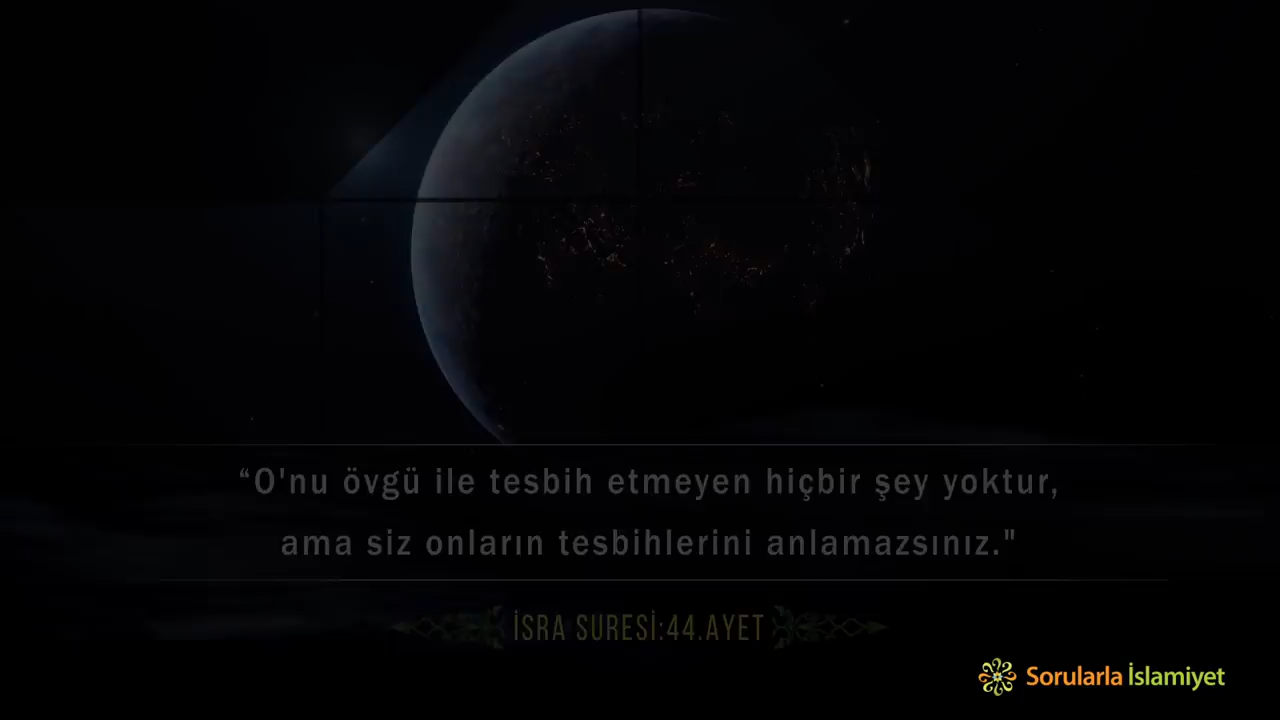 “O'nu övgü ile tesbih etmeyen hiçbir şey yoktur,
ama siz onların tesbihlerini anlamazsınız."
İSRA SURESİ:44.AYET
Sorularla İslamiyet